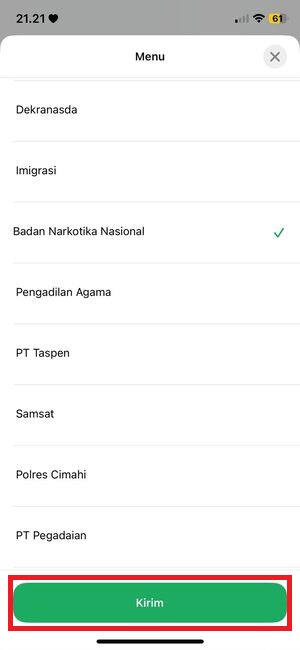 21.21
61
Menu
Dekranasda
Imigrasi
Badan Narkotika Nasional
Pengadilan Agama
PT Taspen
Samsat
Polres Cimahi
PT Pegadaian
Kirim